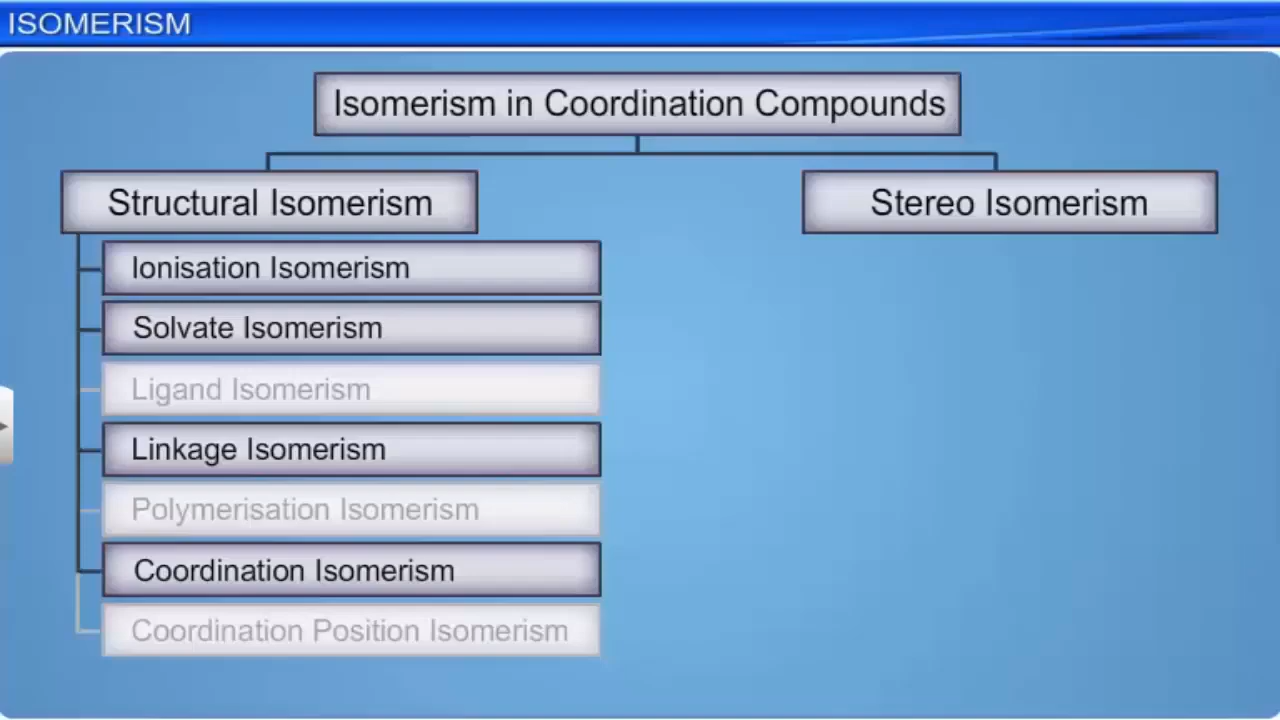 ISOMERISM
Isomerism in Coordination Compounds
Structural Isomerism
Stereo Isomerism
Ionisation Isomerism
Solvate Isomerism
Ligand Isomerism
Linkage Isomerism
Polymerisation Isomerism
Coordination Isomerism
Coordination Position Isomerism